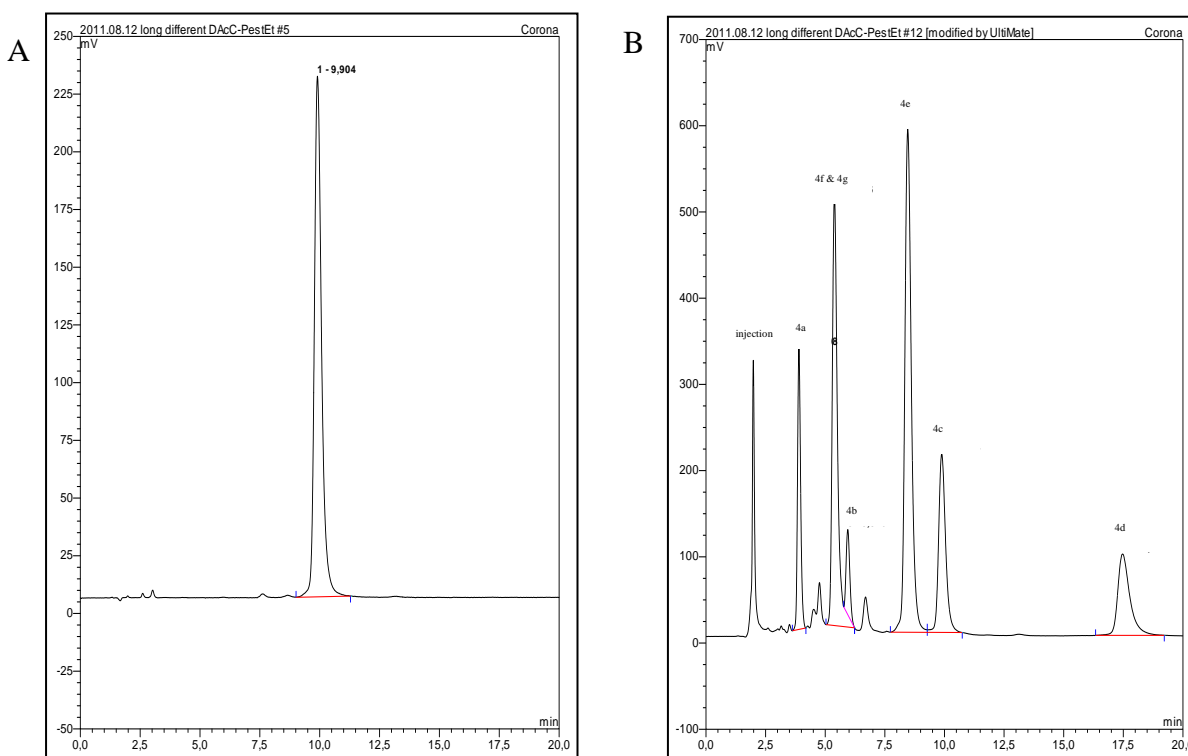 A
2011.08.12 long different DAcC-PestEt #5 Corona
mV
250
225
200
175
150
125
100
75
50
25
0
-25
-50
1 - 9,904
min
0,0 2,5 5,0 7,5 10,0 12,5 15,0 17,5 20,0
B
2011.08.12 long different DAcC-PestEt #12 [modified by UltiMate] Corona
mV
700
600
500
400
300
200
100
0
-100
4e
4f & 4g
injection
4a
4c
4b
4d
min
0,0 2,5 5,0 7,5 10,0 12,5 15,0 17,5 20,0